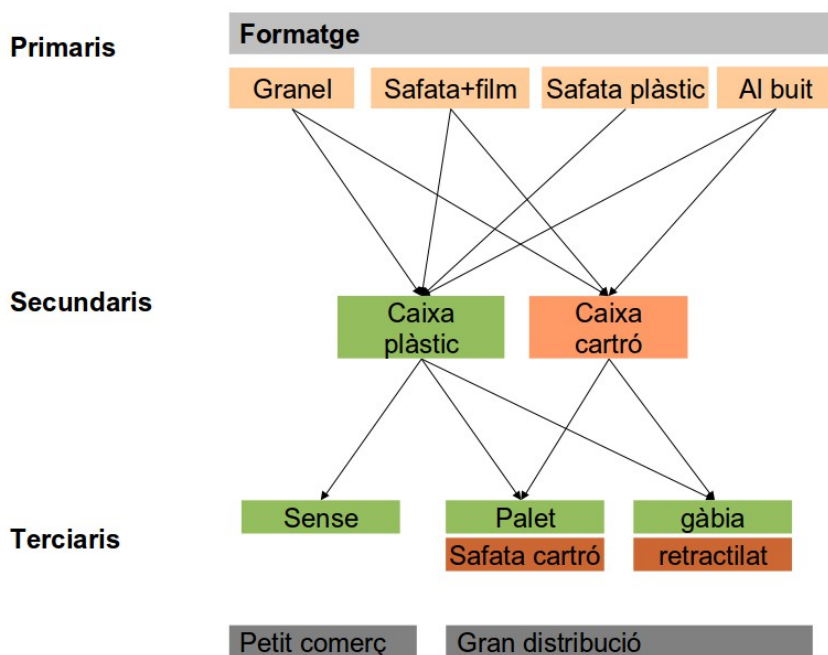 Primaris
Formatge
Granel
Safata+film
Safata plàstic
Al buit
Secundaris
Caixa
plàstic
Caixa
cartró
Terciaris
Sense
Palet
gàbia
Safata cartró
retractilat
Petit comerç
Gran distribució